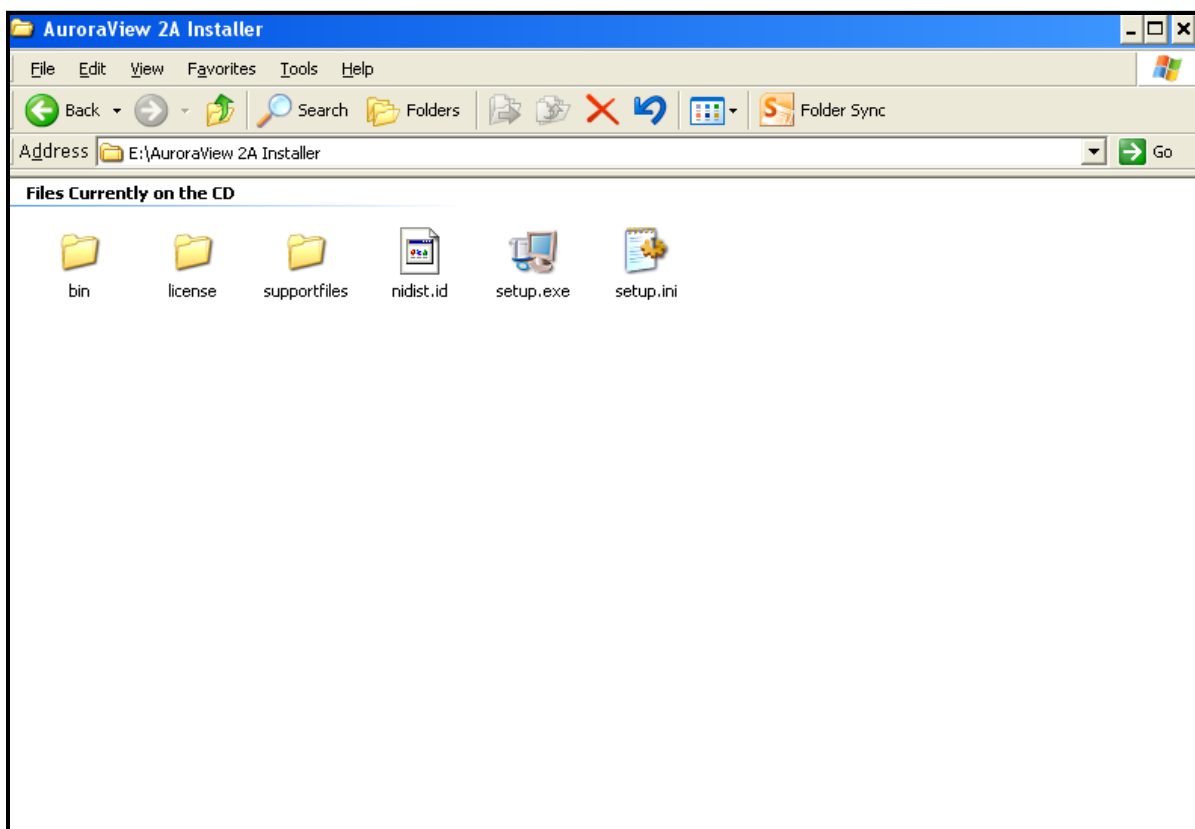 AuroraView 2A Installer
File Edit View Favorites Tools Help
Back Search Folders Folder Sync
Address E:\AuroraView 2A Installer Go
Files Currently on the CD
bin license supportfiles nidist.id setup.exe setup.ini